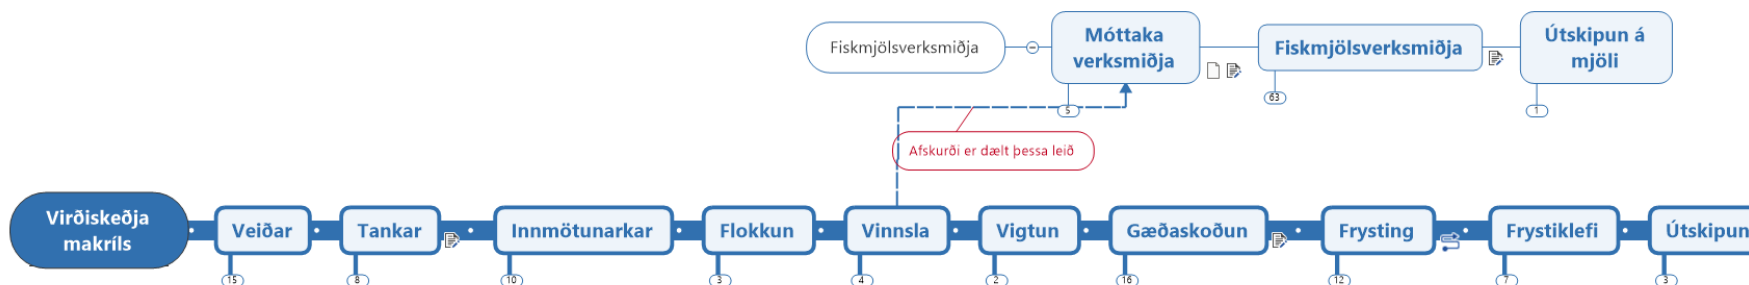 Fiskmjölsverksmiðja
Móttaka
verksmiðja
5
Fiskmjölsverksmiðja
63
Útskipun á
mjöli
1
Afskurði er dælt þessa leið
Virðiskeðja
makríls
Veiðar
15
Tankar
8
Innmötunarkar
10
Flokkun
3
Vinnsla
4
Vigtun
2
Gæðaskoðun
16
Frysting
12
Frystiklefi
7
Útskipun
3